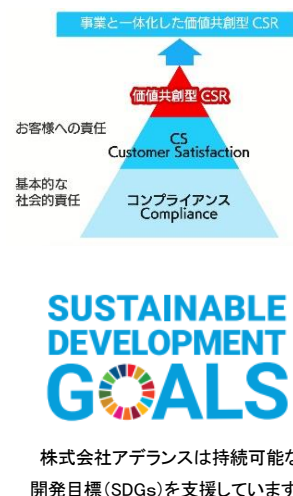 事業と一体化した価値共創型 CSR
価値共創型 CSR
お客様への責任
CS
Customer Satisfaction
基本的な
社会的責任
コンプライアンス
Compliance
SUSTAINABLE
DEVELOPMENT
GOALS
株式会社アデランスは持続可能な
開発目標（SDGs）を支援しています